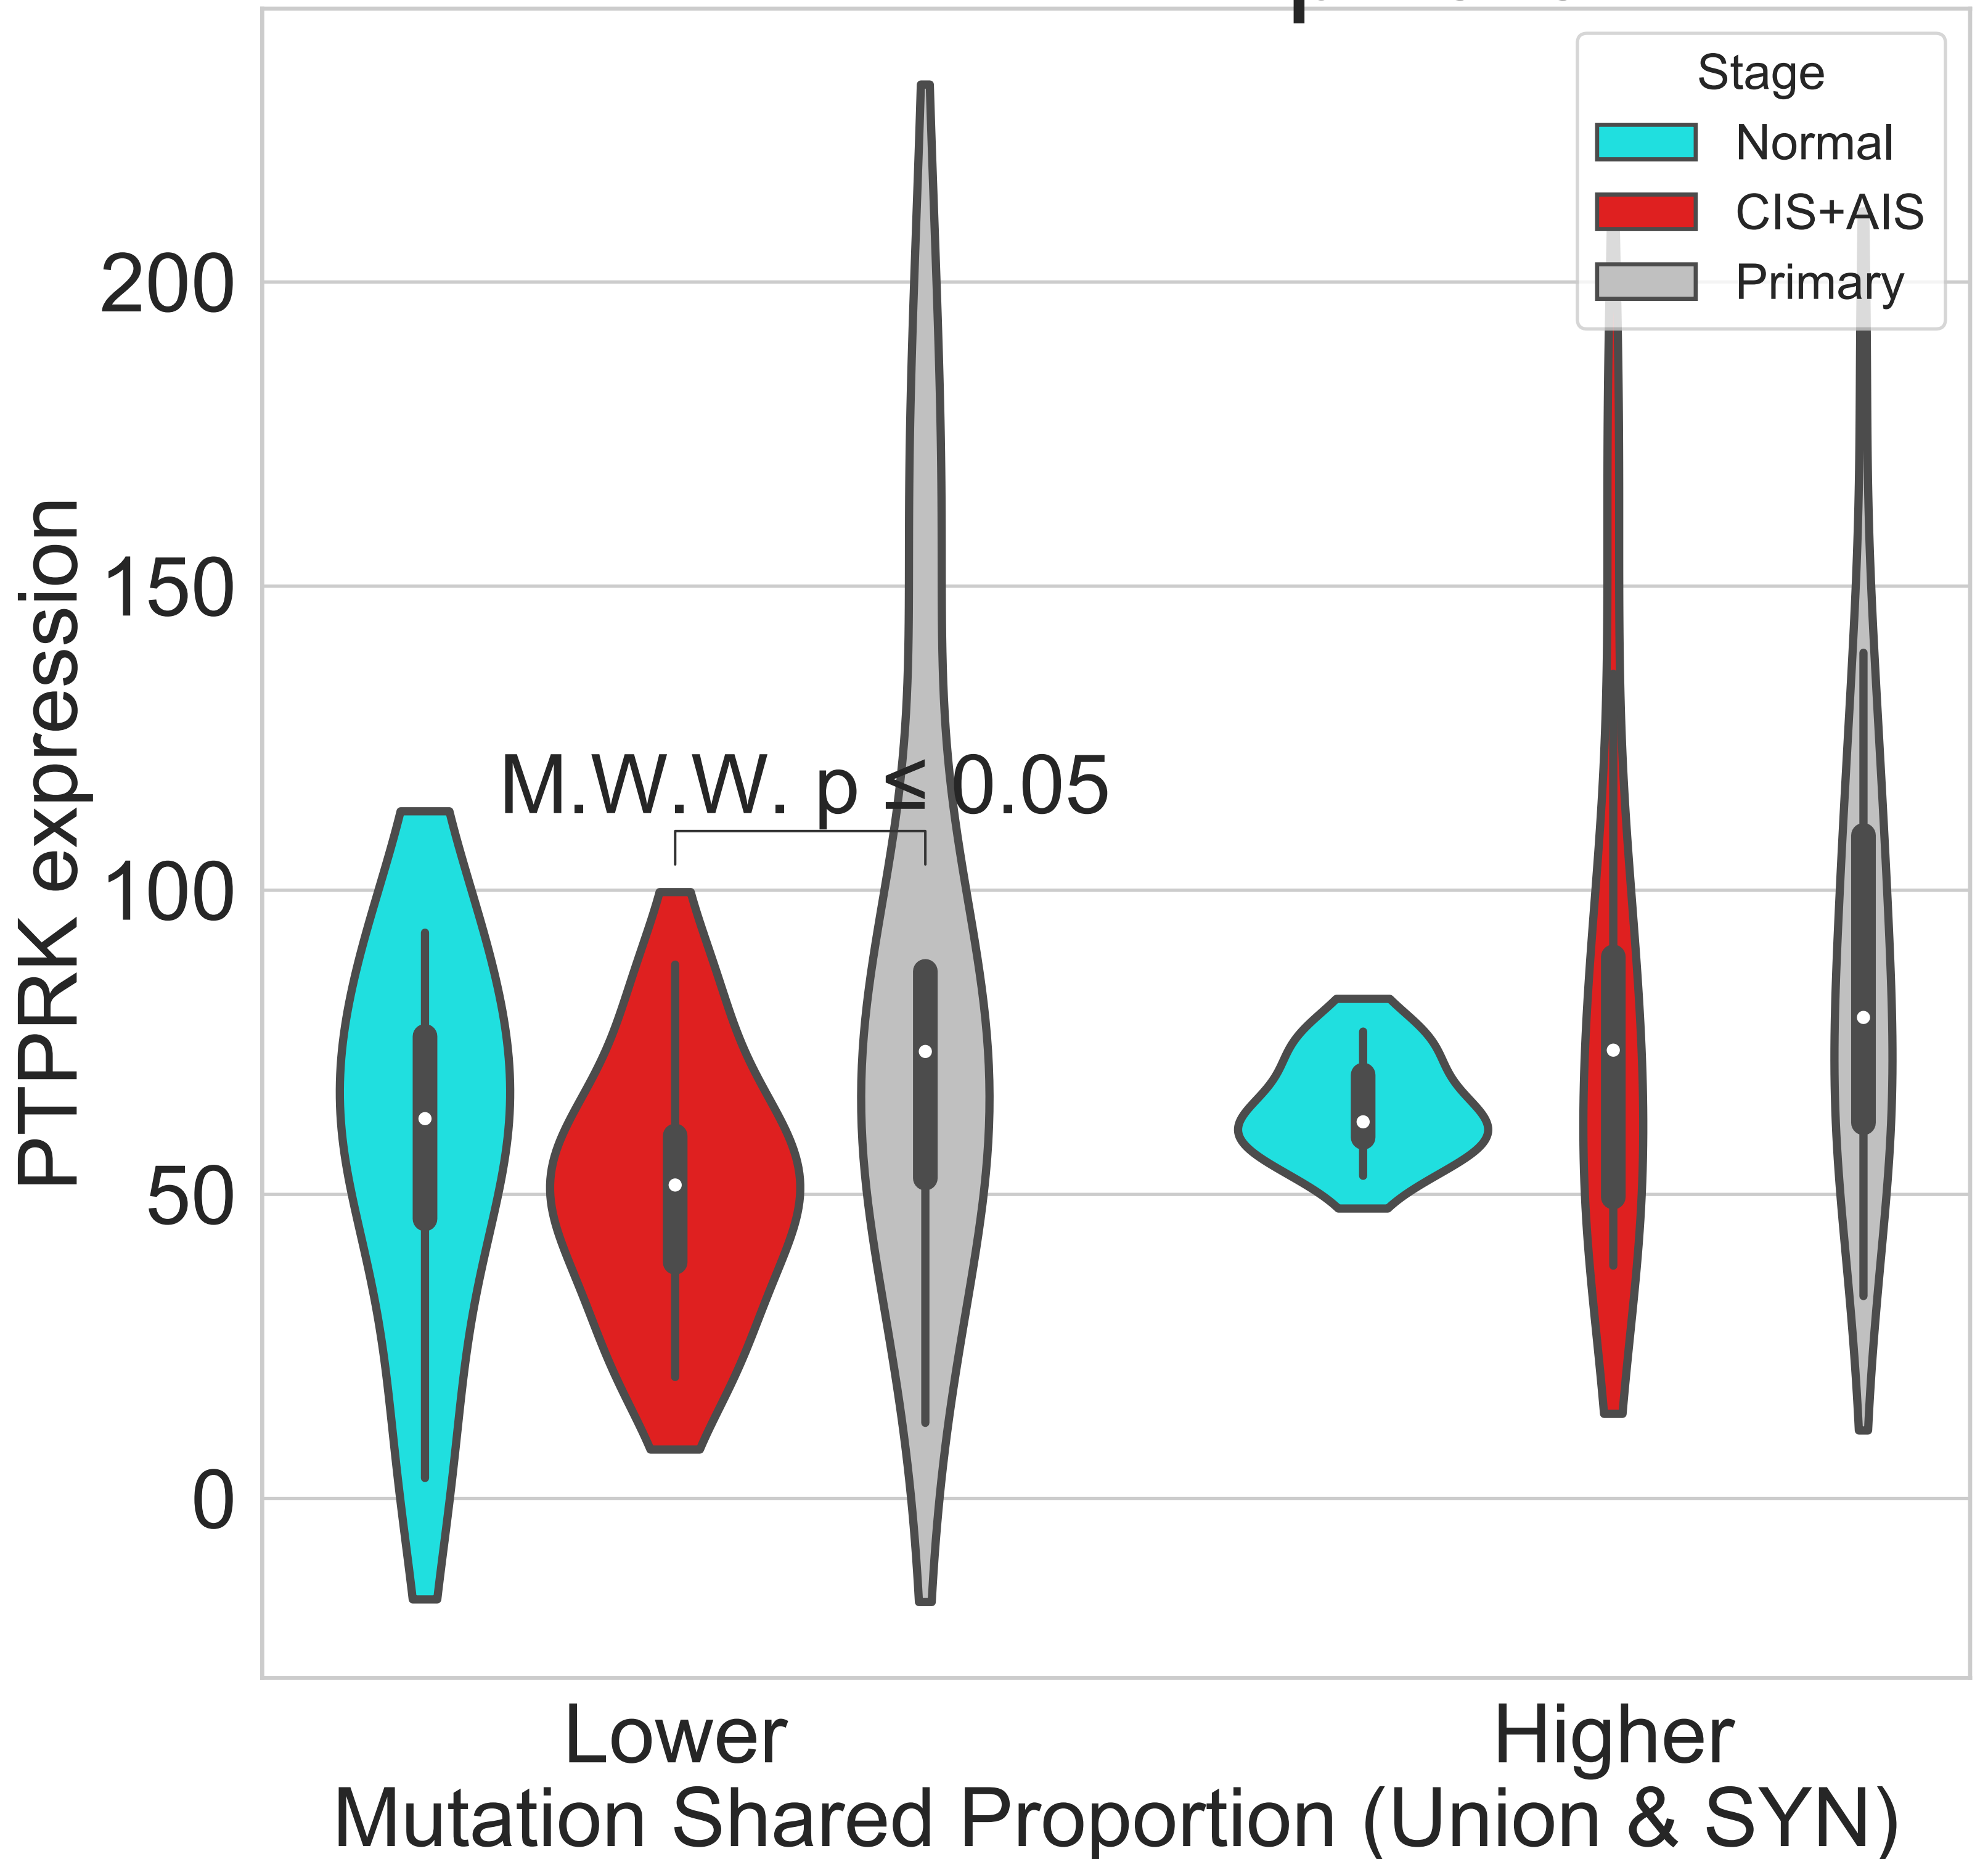 Stage
Normal
CIS+AIS
Primary
200
150
100
50
0
PTPRK expression
M.W.W. p ≤ 0.05
Lower
Higher
Mutation Shared Proportion (Union & SYN)